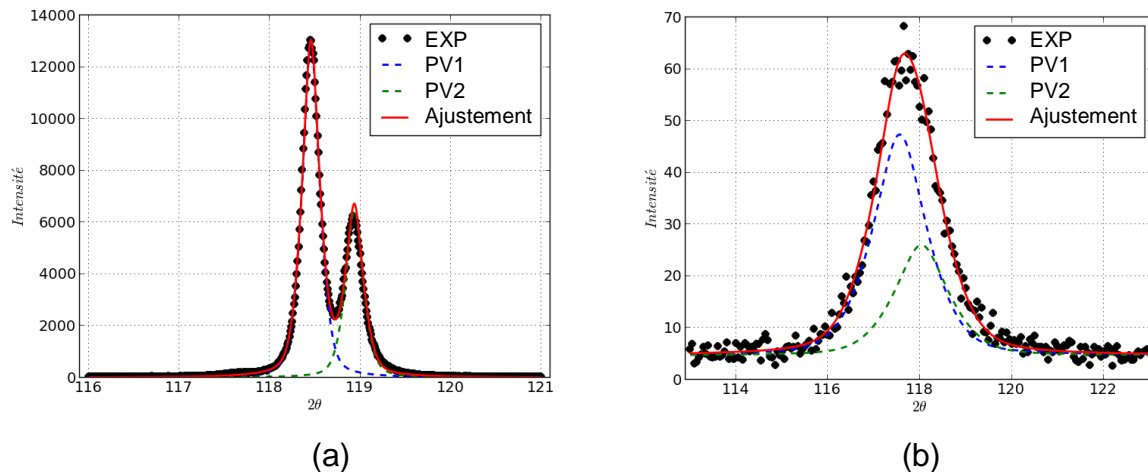 14000
12000
10000
8000
6000
4000
2000
0
Intensité
116 117 118 119 120 121
2θ
EXP
PV1
PV2
Ajustement
(a)
70
60
50
40
30
20
10
0
Intensité
114 116 118 120 122
2θ
EXP
PV1
PV2
Ajustement
(b)